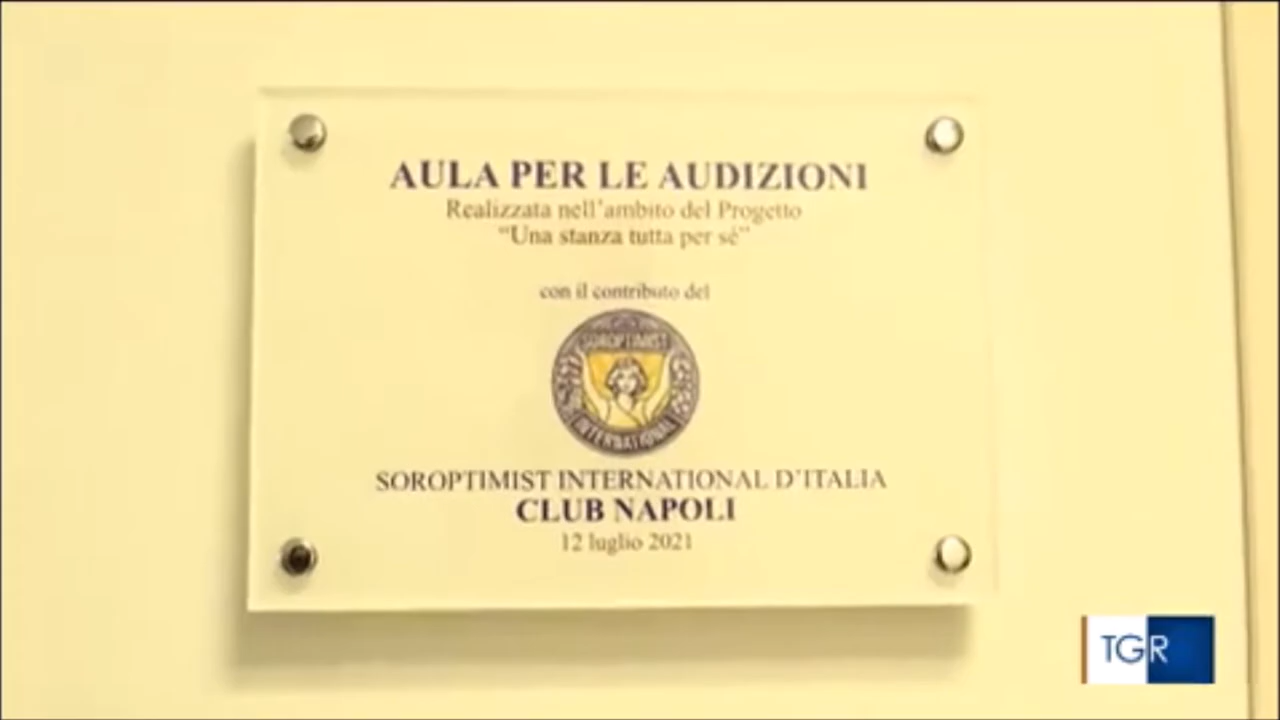 AULA PER LE AUDIZIONI
Realizzata nell'ambito del Progetto
“Una stanza tutta per sé”
con il contributo del
SOROPTIMIST
INTERNATIONAL
SOROPTIMIST INTERNATIONAL D'ITALIA
CLUB NAPOLI
12 luglio 2021
TGR